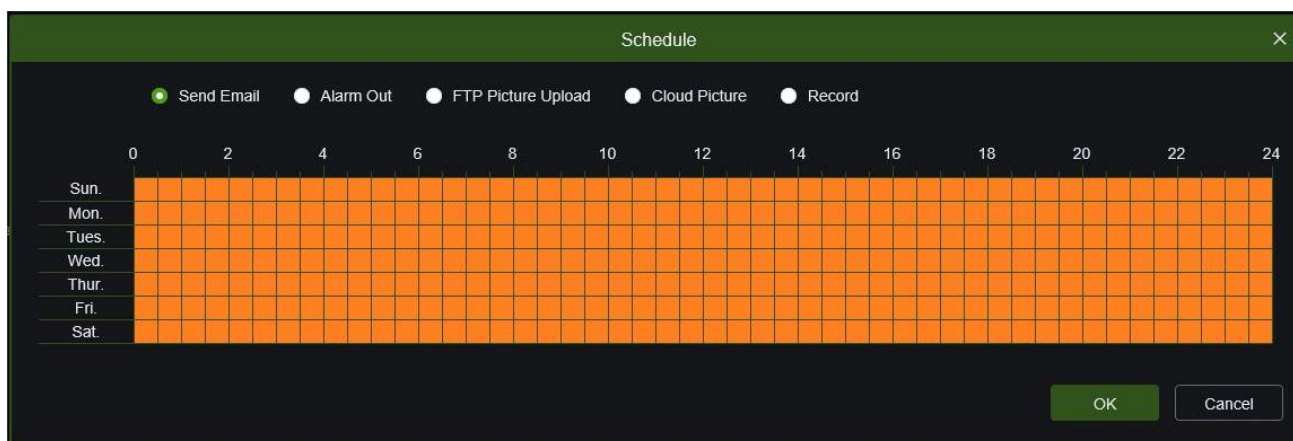 Schedule
Send Email Alarm Out FTP Picture Upload Cloud Picture Record
0 2 4 6 8 10 12 14 16 18 20 22 24
Sun.
Mon.
Tues.
Wed.
Thur.
Fri.
Sat.
OK Cancel